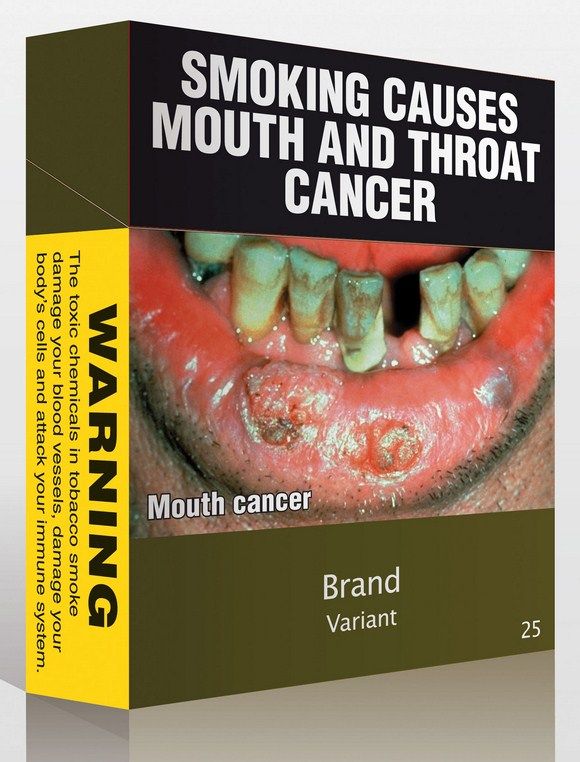 SMOKING CAUSES
MOUTH AND THROAT
CANCER
Mouth cancer
Brand
Variant
25
WARNING
The toxic chemicals in tobacco smoke
damage your blood vessels, damage your
body's cells and attack your immune system.